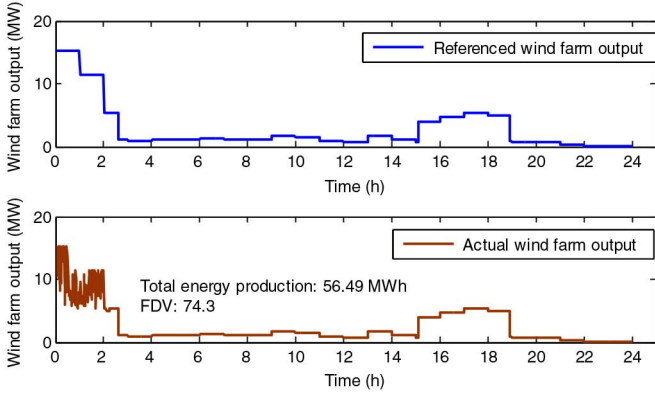 Wind farm output (MW)
20
10
0
Referenced wind farm output
0 2 4 6 8 10 12 14 16 18 20 22 24
Time (h)
Wind farm output (MW)
20
10
0
Actual wind farm output
Total energy production: 56.49 MWh
FDV: 74.3
0 2 4 6 8 10 12 14 16 18 20 22 24
Time (h)